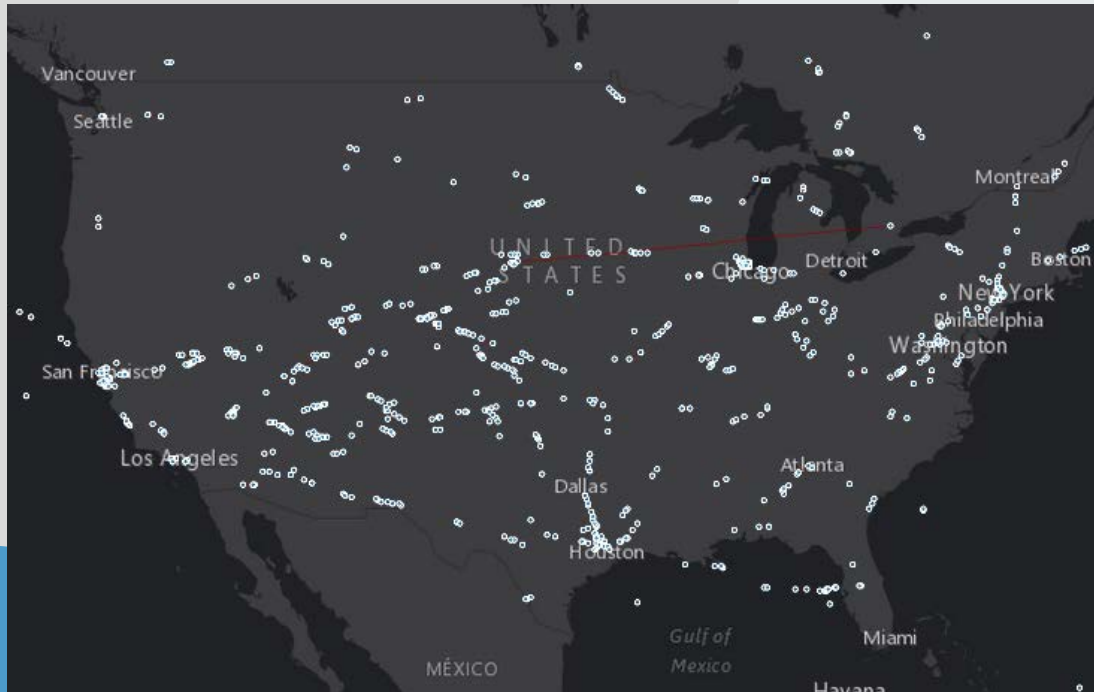 Vancouver
Seattle
Montreal
UNITED
STATES
Boston
Detroit
Chicago
New York
Philadelphia
Washington
San Francisco
Los Angeles
Atlanta
Dallas
Houston
Miami
Gulf of
Mexico
MÉXICO
Havana